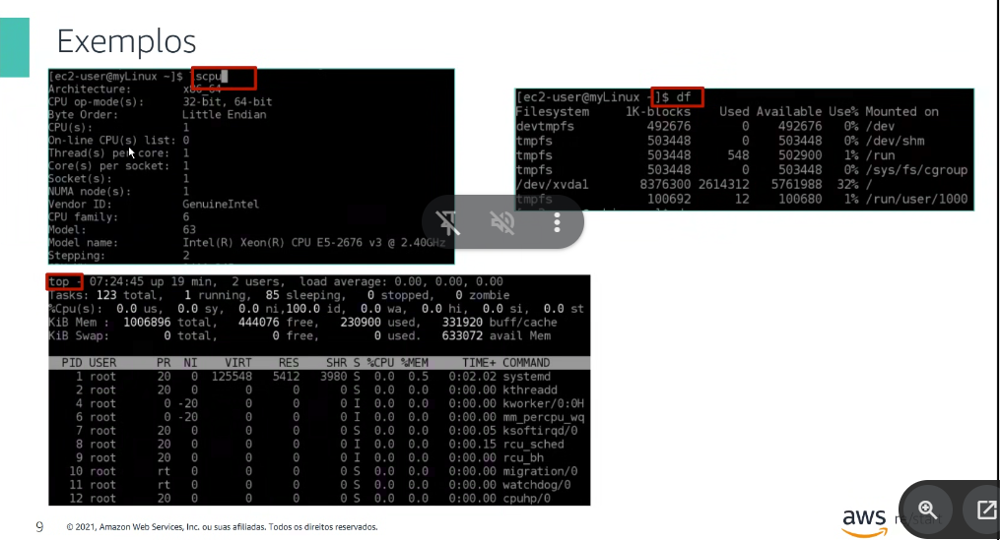 Exemplos
[ec2-user@myLinux ~]$ lscpu
Architecture: x86_64
CPU op-mode(s): 32-bit, 64-bit
Byte Order: Little Endian
CPU(s): 1
On-line CPU(s) list: 0
Thread(s) per core: 1
Core(s) per socket: 1
Socket(s): 1
NUMA node(s): 1
Vendor ID: GenuineIntel
CPU family: 6
Model: 63
Model name: Intel(R) Xeon(R) CPU E5-2676 v3 @ 2.40GHz
Stepping: 2
[ec2-user@myLinux ~]$ df
Filesystem 1K-blocks Used Available Use% Mounted on
devtmpfs 492676 0 492676 0% /dev
tmpfs 503448 0 503448 0% /dev/shm
tmpfs 503448 548 502900 1% /run
tmpfs 503448 0 503448 0% /sys/fs/cgroup
/dev/xvda1 8376300 2614312 5761988 32% /
tmpfs 100692 12 100680 1% /run/user/1000
top - 07:24:45 up 19 min, 2 users, load average: 0.00, 0.00, 0.00
Tasks: 123 total, 1 running, 85 sleeping, 0 stopped, 0 zombie
%Cpu(s): 0.0 us, 0.0 sy, 0.0 ni,100.0 id, 0.0 wa, 0.0 hi, 0.0 si, 0.0 st
KiB Mem : 1006896 total, 444076 free, 230900 used, 331920 buff/cache
KiB Swap: 0 total, 0 free, 0 used. 633072 avail Mem
PID USER PR NI VIRT RES SHR S %CPU %MEM TIME+ COMMAND
1 root 20 0 125548 5412 3980 S 0.0 0.5 0:02.02 systemd
2 root 20 0 0 0 0 S 0.0 0.0 0:00.00 kthreadd
4 root 0 -20 0 0 0 I 0.0 0.0 0:00.00 kworker/0:0H
6 root 0 -20 0 0 0 I 0.0 0.0 0:00.00 mm_percpu_wq
7 root 20 0 0 0 0 S 0.0 0.0 0:00.05 ksoftirqd/0
8 root 20 0 0 0 0 I 0.0 0.0 0:00.15 rcu_sched
9 root 20 0 0 0 0 I 0.0 0.0 0:00.00 rcu_bh
10 root rt 0 0 0 0 S 0.0 0.0 0:00.00 migration/0
11 root rt 0 0 0 0 S 0.0 0.0 0:00.00 watchdog/0
12 root 20 0 0 0 0 S 0.0 0.0 0:00.00 cpuhp/0
9 © 2021, Amazon Web Services, Inc. ou suas afiliadas. Todos os direitos reservados.
aws re/start